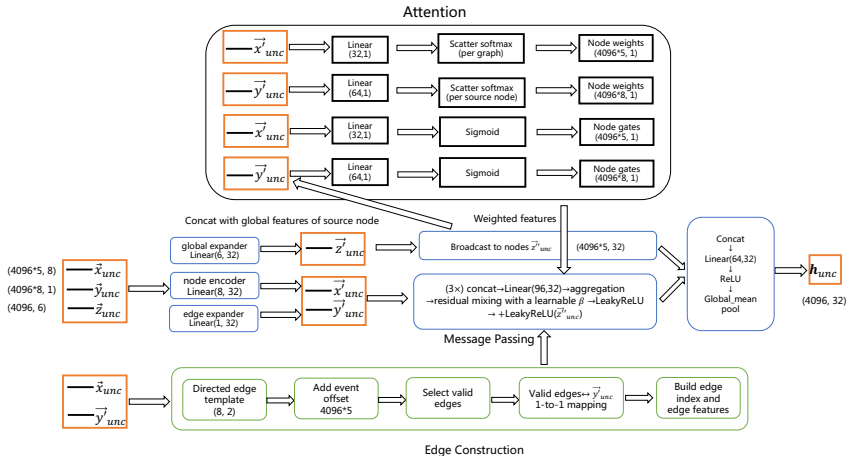 Attention
x⃗'unc
Linear
(32,1)
Scatter softmax
(per graph)
Node weights
(4096*5, 1)
y⃗'unc
Linear
(64,1)
Scatter softmax
(per source node)
Node weights
(4096*8, 1)
x⃗'unc
Linear
(32,1)
Sigmoid
Node gates
(4096*5, 1)
y⃗'unc
Linear
(64,1)
Sigmoid
Node gates
(4096*8, 1)
Concat with global features of source node
Weighted features
(4096*5, 8)
(4096*8, 1)
(4096, 6)
x⃗unc
y⃗unc
z⃗unc
global expander
Linear(6, 32)
z⃗'unc
Broadcast to nodes z⃗''unc (4096*5, 32)
node encoder
Linear(8, 32)
edge expander
Linear(1, 32)
x⃗'unc
y⃗'unc
(3×) concat→Linear(96,32)→aggregation
→residual mixing with a learnable β →LeakyReLU
→ +LeakyReLU(z⃗''unc)
Concat
↓
Linear(64,32)
↓
ReLU
↓
Global_mean
pool
hunc
(4096, 32)
Message Passing
x⃗unc
y⃗'unc
Directed edge
template
(8, 2)
Add event
offset
4096*5
Select valid
edges
Valid edges↔ y⃗'unc
1-to-1 mapping
Build edge
index and
edge features
Edge Construction